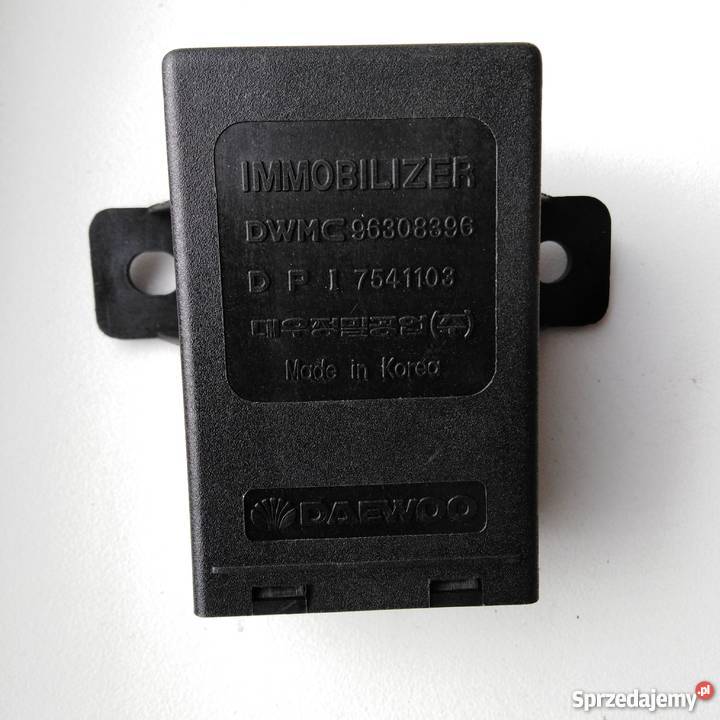 IMMOBILIZER
DWMC 96308396
D P I 7541103
대우정밀공업(주)
Made in Korea
DAEWOO
Sprzedajemy.pl